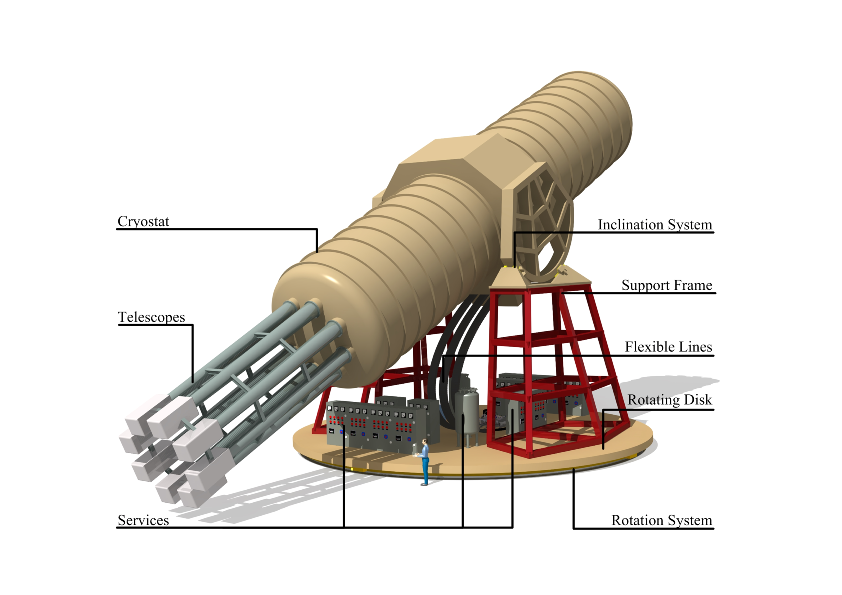 Cryostat
Inclination System
Support Frame
Telescopes
Flexible Lines
Rotating Disk
Services
Rotation System